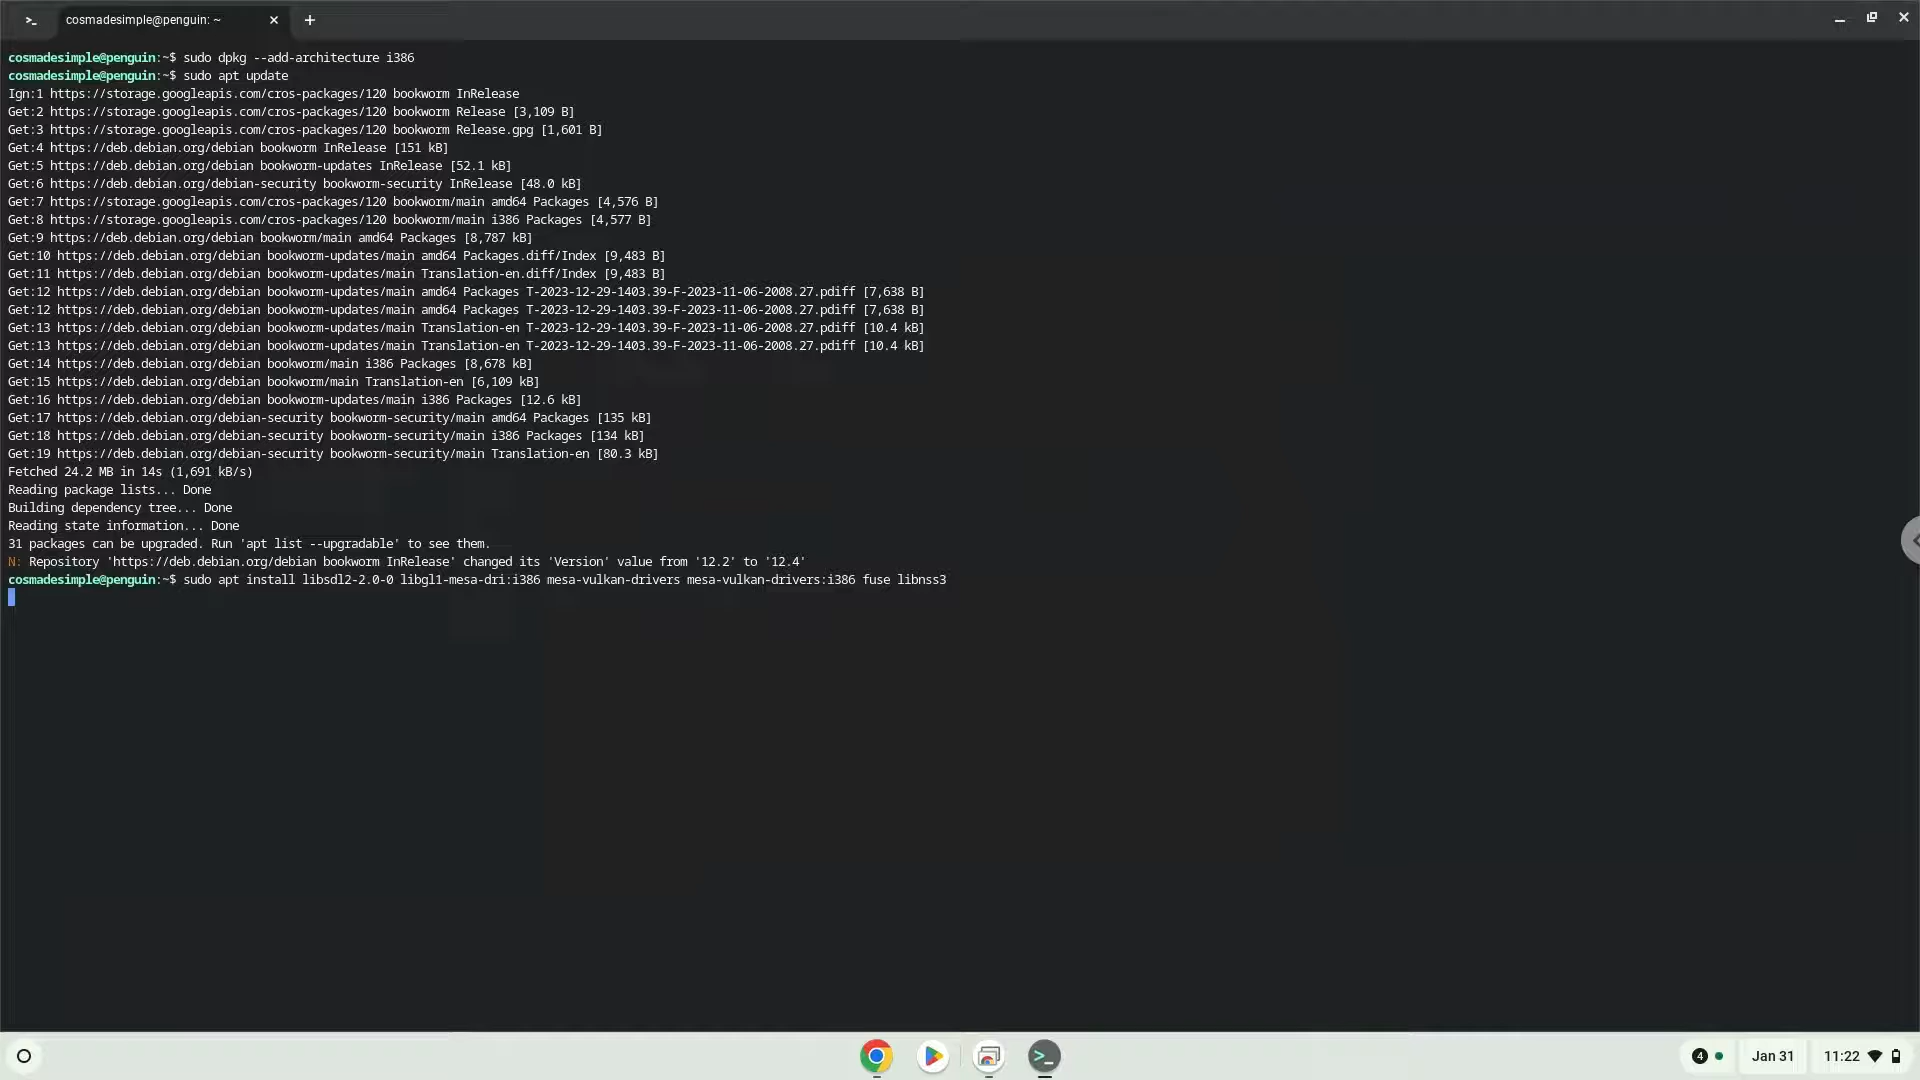 cosmadesimple@penguin: ~
cosmadesimple@penguin:~$ sudo dpkg --add-architecture i386
cosmadesimple@penguin:~$ sudo apt update
Ign:1 https://storage.googleapis.com/cros-packages/120 bookworm InRelease
Get:2 https://storage.googleapis.com/cros-packages/120 bookworm Release [3,109 B]
Get:3 https://storage.googleapis.com/cros-packages/120 bookworm Release.gpg [1,601 B]
Get:4 https://deb.debian.org/debian bookworm InRelease [151 kB]
Get:5 https://deb.debian.org/debian bookworm-updates InRelease [52.1 kB]
Get:6 https://deb.debian.org/debian-security bookworm-security InRelease [48.0 kB]
Get:7 https://storage.googleapis.com/cros-packages/120 bookworm/main amd64 Packages [4,576 B]
Get:8 https://storage.googleapis.com/cros-packages/120 bookworm/main i386 Packages [4,577 B]
Get:9 https://deb.debian.org/debian bookworm/main amd64 Packages [8,787 kB]
Get:10 https://deb.debian.org/debian bookworm-updates/main amd64 Packages.diff/Index [9,483 B]
Get:11 https://deb.debian.org/debian bookworm-updates/main Translation-en.diff/Index [9,483 B]
Get:12 https://deb.debian.org/debian bookworm-updates/main amd64 Packages T-2023-12-29-1403.39-F-2023-11-06-2008.27.pdiff [7,638 B]
Get:12 https://deb.debian.org/debian bookworm-updates/main amd64 Packages T-2023-12-29-1403.39-F-2023-11-06-2008.27.pdiff [7,638 B]
Get:13 https://deb.debian.org/debian bookworm-updates/main Translation-en T-2023-12-29-1403.39-F-2023-11-06-2008.27.pdiff [10.4 kB]
Get:13 https://deb.debian.org/debian bookworm-updates/main Translation-en T-2023-12-29-1403.39-F-2023-11-06-2008.27.pdiff [10.4 kB]
Get:14 https://deb.debian.org/debian bookworm/main i386 Packages [8,678 kB]
Get:15 https://deb.debian.org/debian bookworm/main Translation-en [6,109 kB]
Get:16 https://deb.debian.org/debian bookworm-updates/main i386 Packages [12.6 kB]
Get:17 https://deb.debian.org/debian-security bookworm-security/main amd64 Packages [135 kB]
Get:18 https://deb.debian.org/debian-security bookworm-security/main i386 Packages [134 kB]
Get:19 https://deb.debian.org/debian-security bookworm-security/main Translation-en [80.3 kB]
Fetched 24.2 MB in 14s (1,691 kB/s)
Reading package lists... Done
Building dependency tree... Done
Reading state information... Done
31 packages can be upgraded. Run 'apt list --upgradable' to see them.
N: Repository 'https://deb.debian.org/debian bookworm InRelease' changed its 'Version' value from '12.2' to '12.4'
cosmadesimple@penguin:~$ sudo apt install libsdl2-2.0-0 libgl1-mesa-dri:i386 mesa-vulkan-drivers mesa-vulkan-drivers:i386 fuse libnss3
4 Jan 31 11:22